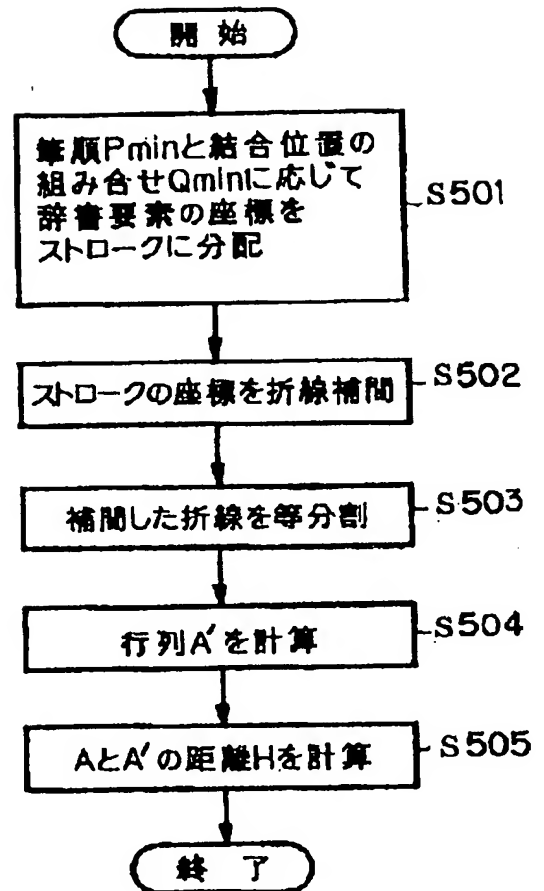 開始
筆順Pminと結合位置の
組み合せQminに応じて
辞書要素の座標を
ストロークに分配
S501
ストロークの座標を折線補間
S502
補間した折線を等分割
S503
行列A′を計算
S504
AとA′の距離Hを計算
S505
終了